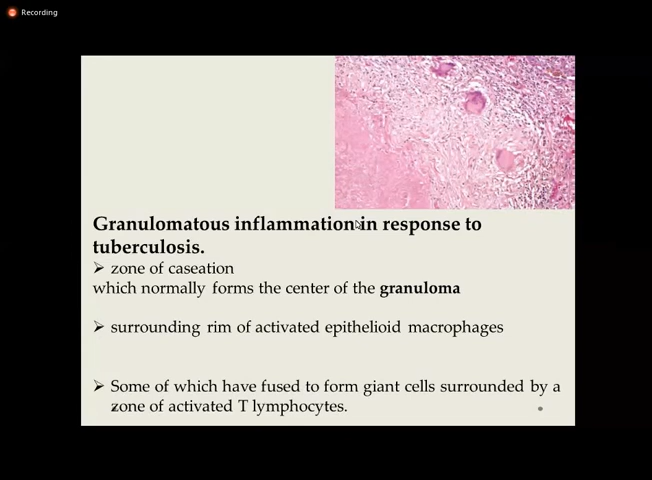 Recording
Granulomatous inflammation in response to
tuberculosis.
➢ zone of caseation
which normally forms the center of the granuloma
➢ surrounding rim of activated epithelioid macrophages
➢ Some of which have fused to form giant cells surrounded by a
zone of activated T lymphocytes.